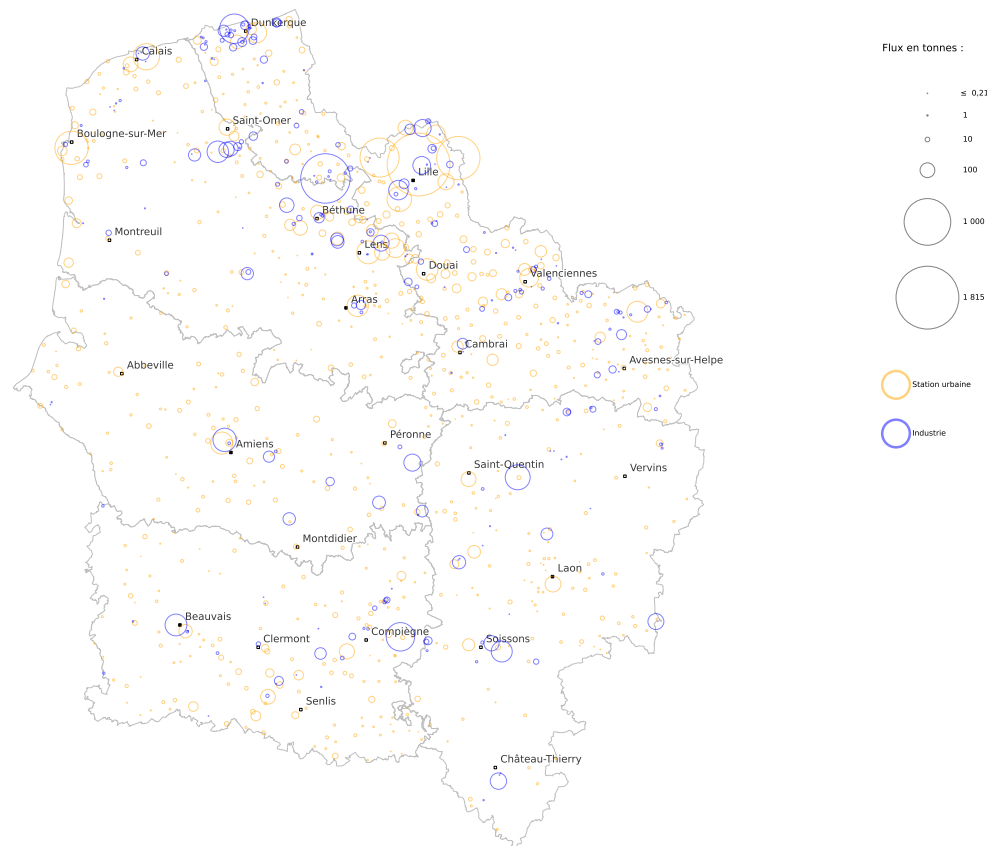 Dunkerque
Calais
Saint-Omer
Boulogne-sur-Mer
Lille
Béthune
Montreuil
Lens
Douai
Valenciennes
Arras
Cambrai
Avesnes-sur-Helpe
Abbeville
Amiens
Péronne
Saint-Quentin
Vervins
Montdidier
Laon
Beauvais
Clermont
Compiègne
Soissons
Senlis
Château-Thierry
Flux en tonnes :
≤ 0,21
1
10
100
1 000
1 815
Station urbaine
Industrie